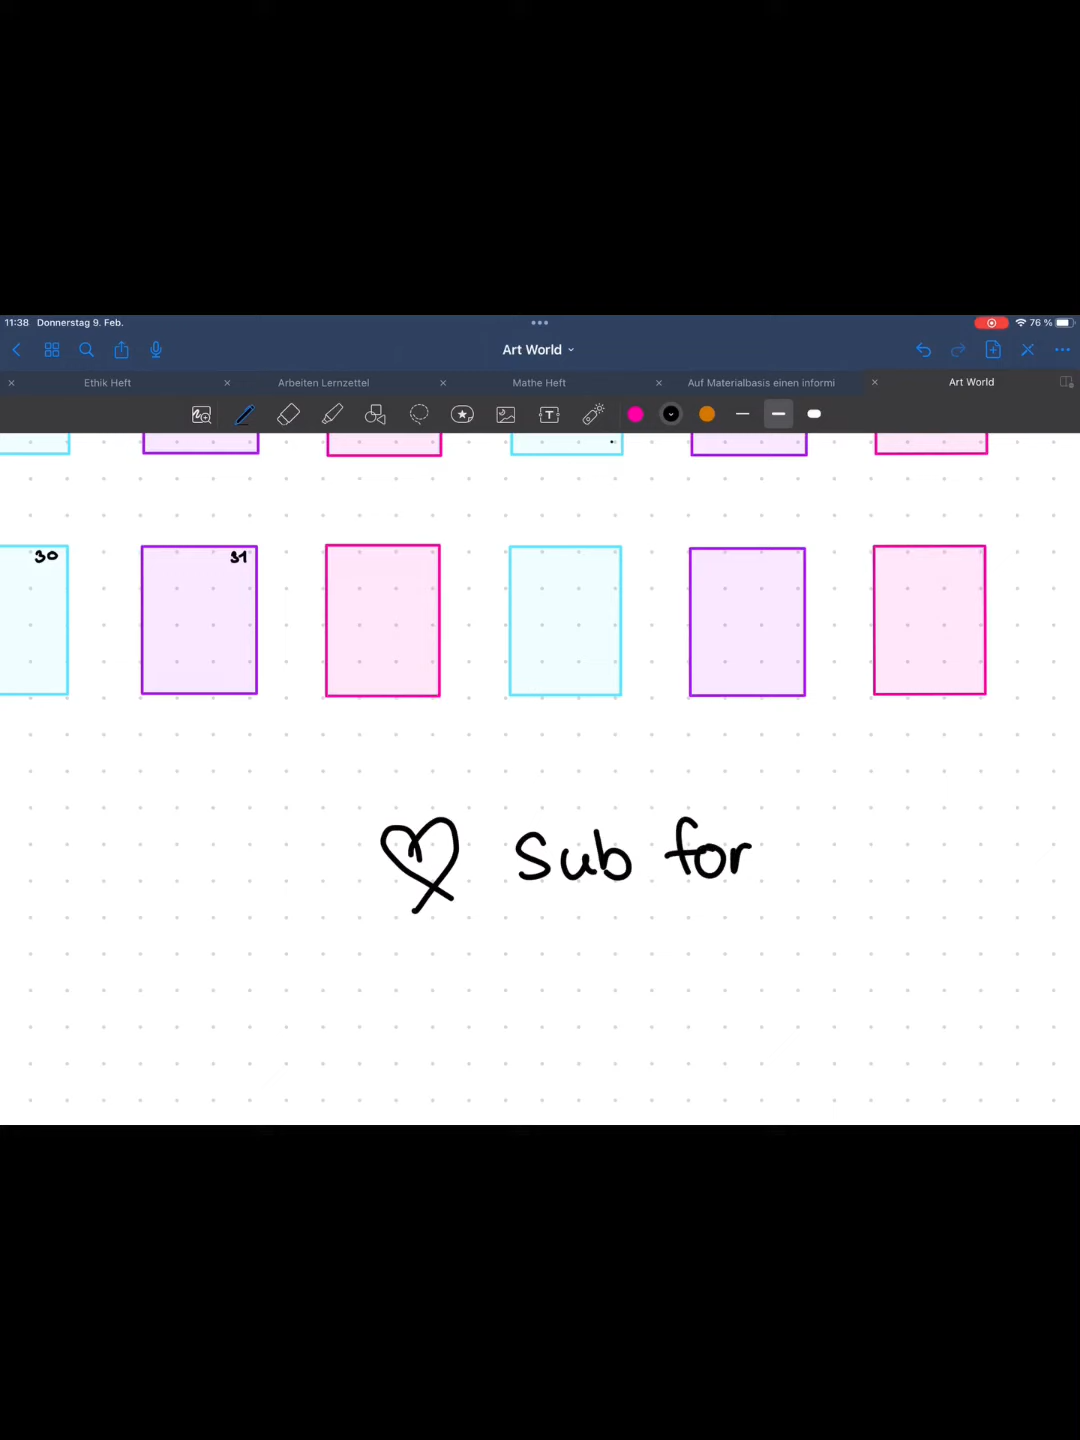 11:38 Donnerstag 9. Feb. 76 %
Art World
Ethik Heft Arbeiten Lernzettel Mathe Heft Auf Materialbasis einen informi Art World
30 31
♡ Sub for